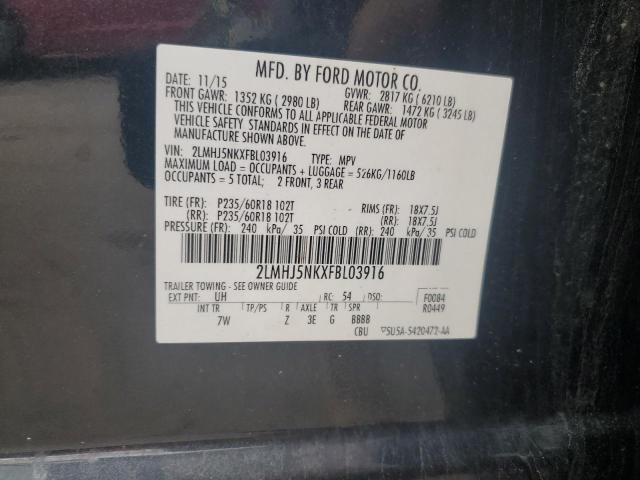 MFD. BY FORD MOTOR CO.
DATE: 11/15 GVWR: 2817 KG ( 6210 LB)
FRONT GAWR: 1352 KG ( 2980 LB) REAR GAWR: 1472 KG ( 3245 LB)
THIS VEHICLE CONFORMS TO ALL APPLICABLE FEDERAL MOTOR
VEHICLE SAFETY STANDARDS IN EFFECT ON THE DATE OF
MANUFACTURE SHOWN ABOVE.
VIN: 2LMHJ5NKXFBL03916 TYPE: MPV
MAXIMUM LOAD = OCCUPANTS + LUGGAGE = 526KG/1160LB
OCCUPANTS = 5 TOTAL; 2 FRONT, 3 REAR
TIRE (FR): P235/60R18 102T RIMS (FR): 18X7.5J
(RR): P235/60R18 102T (RR): 18X7.5J
PRESSURE (FR): 240 kPa/ 35 PSI COLD (RR): 240 kPa/ 35 PSI COLD
2LMHJ5NKXFBL03916
TRAILER TOWING - SEE OWNER GUIDE
EXT PNT: UH RC: 54 DSO: F0084
INT TR TP/PS R AXLE TR SPR R0449
7W Z 3E G BBBB
CBU ▽5U5A-5420472-AA